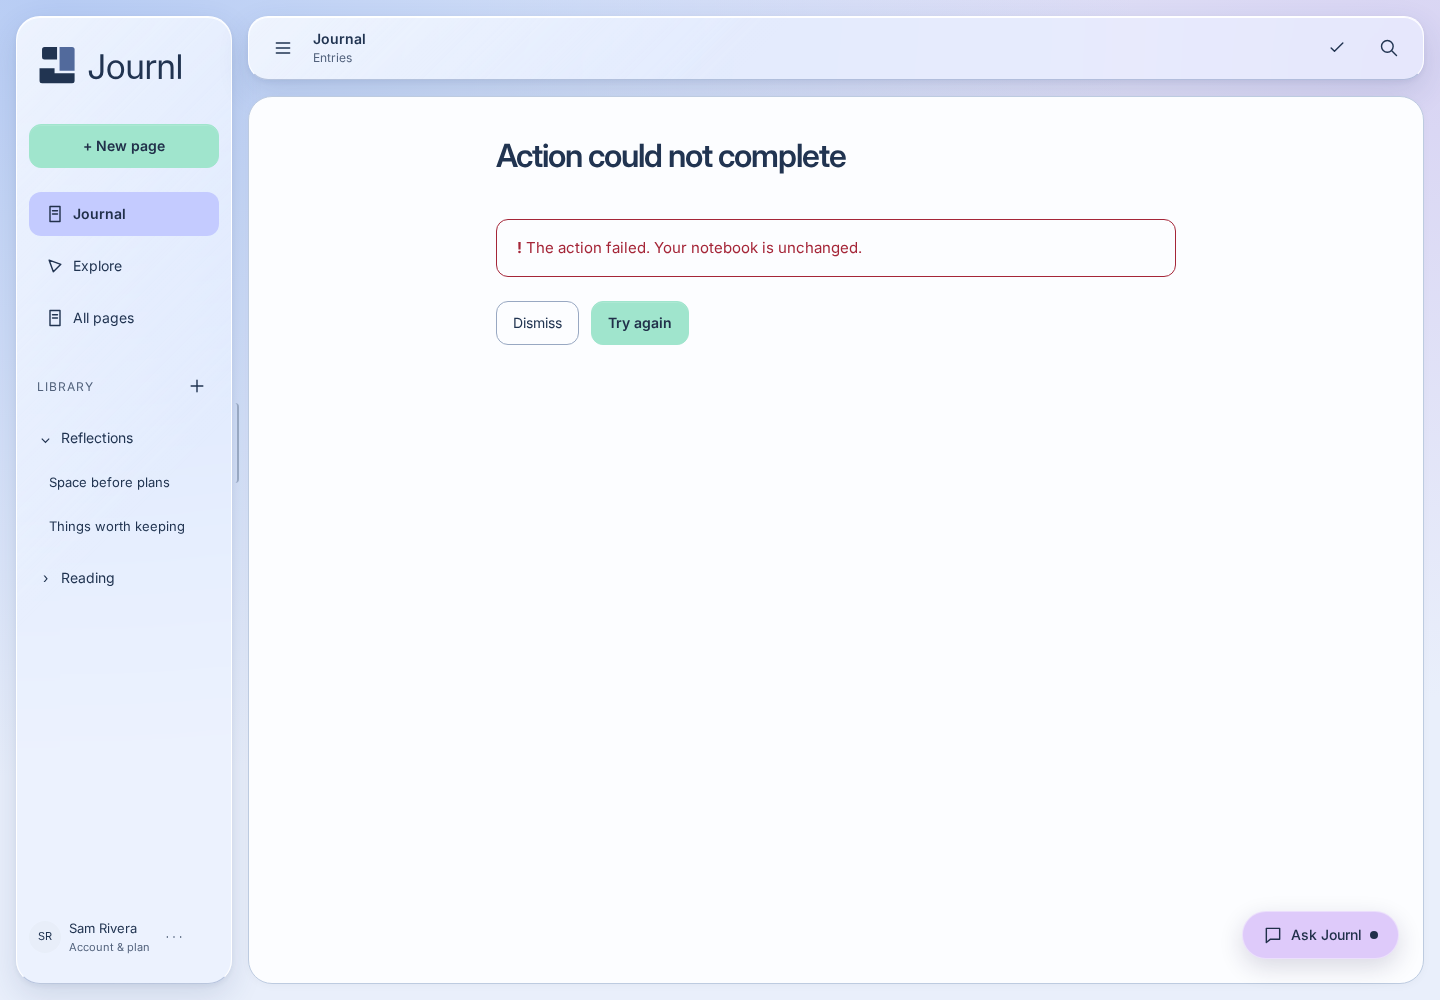 Journl
+ New page
Journal
Explore
All pages
LIBRARY
Reflections
Space before plans
Things worth keeping
Reading
SR
Sam Rivera
Account & plan
...
Journal
Entries
Action could not complete
! The action failed. Your notebook is unchanged.
Dismiss
Try again
Ask Journl